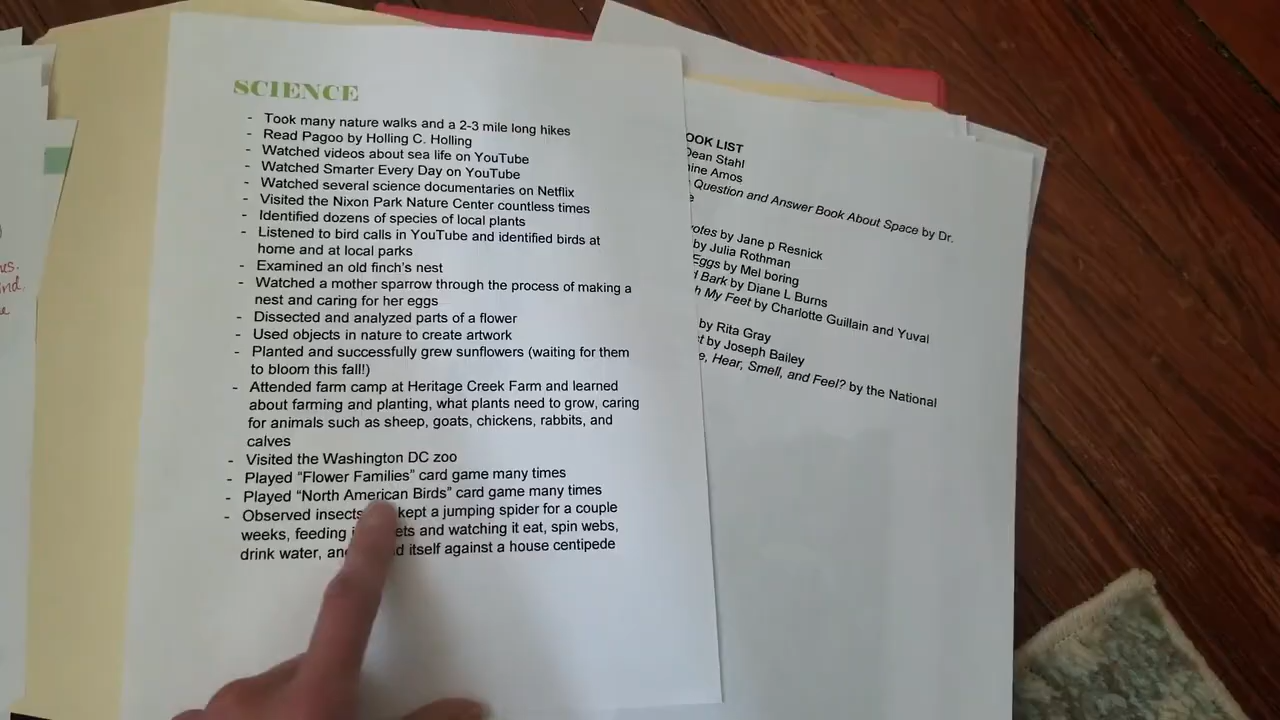 SCIENCE
- Took many nature walks and a 2-3 mile long hikes
- Read Pagoo by Holling C. Holling
- Watched videos about sea life on YouTube
- Watched Smarter Every Day on YouTube
- Watched several science documentaries on Netflix
- Visited the Nixon Park Nature Center countless times
- Identified dozens of species of local plants
- Listened to bird calls in YouTube and identified birds at
home and at local parks
- Examined an old finch's nest
- Watched a mother sparrow through the process of making a
nest and caring for her eggs
- Dissected and analyzed parts of a flower
- Used objects in nature to create artwork
- Planted and successfully grew sunflowers (waiting for them
to bloom this fall!)
- Attended farm camp at Heritage Creek Farm and learned
about farming and planting, what plants need to grow, caring
for animals such as sheep, goats, chickens, rabbits, and
calves
- Visited the Washington DC zoo
- Played "Flower Families" card game many times
- Played "North American Birds" card game many times
- Observed insects kept a jumping spider for a couple
weeks, feeding and watching it eat, spin webs,
drink water, itself against a house centipede
OOK LIST
Dean Stahl
Amos
Question and Answer Book About Space by Dr.
by Jane p Resnick
by Julia Rothman
Eggs by Mel boring
Bark by Diane L Burns
My Feet by Charlotte Guillain and Yuval
by Rita Gray
by Joseph Bailey
Hear, Smell, and Feel? by the National